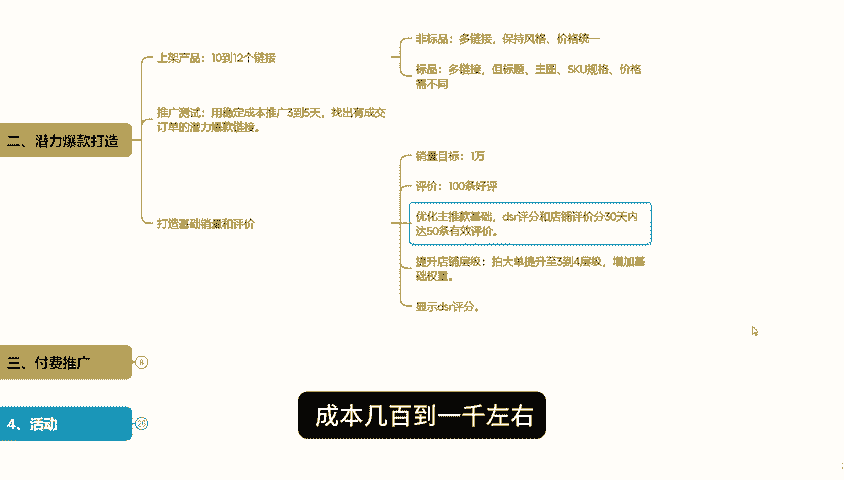 二、潜力爆款打造
上架产品：10到12个链接
非标品：多链接，保持风格、价格统一
标品：多链接，但标题、主图、SKU规格、价格
需不同
推广测试：用稳定成本推广3到5天，找出有成交
订单的潜力爆款链接。
打造基础销量和评价
销量目标：1万
评价：100条好评
优化主推款基础，dsr评分和店铺评价分30天内
达50条有效评价。
提升店铺层级：拍大单提升至3到4层级，增加基
础权重。
显示dsr评分。
三、付费推广
8
4、活动
26
成本几百到一千左右